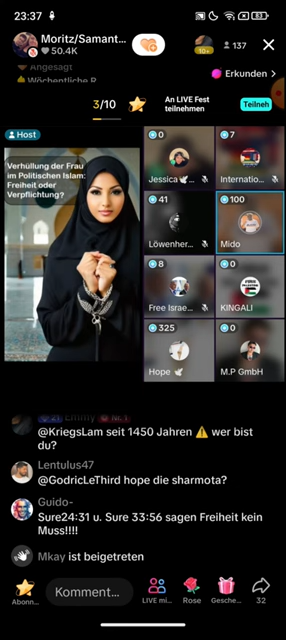 23:37
83
Moritz/Samant...
50.4K
10+
137
Angesagt
Wöchentliche R
Erkunden >
3/10
An LIVE Fest
teilnehmen
Teilneh
Host
Verhüllung der Frau
im Politischen Islam:
Freiheit oder
Verpflichtung?
0
Jessica
7
Internatio...
41
Löwenher...
100
Mido
8
Free Israe...
0
KINGALI
325
Hope
0
M.P GmbH
21 Emmy Nr. 1
@KriegsLam seit 1450 Jahren ⚠️ wer bist
du?
Lentulus47
@GodricLeThird hope die sharmota?
Guido-
Sure24:31 u. Sure 33:56 sagen Freiheit kein
Muss!!!!
Mkay ist beigetreten
Abonn...
Komment...
LIVE mi...
Rose
Gesche...
32